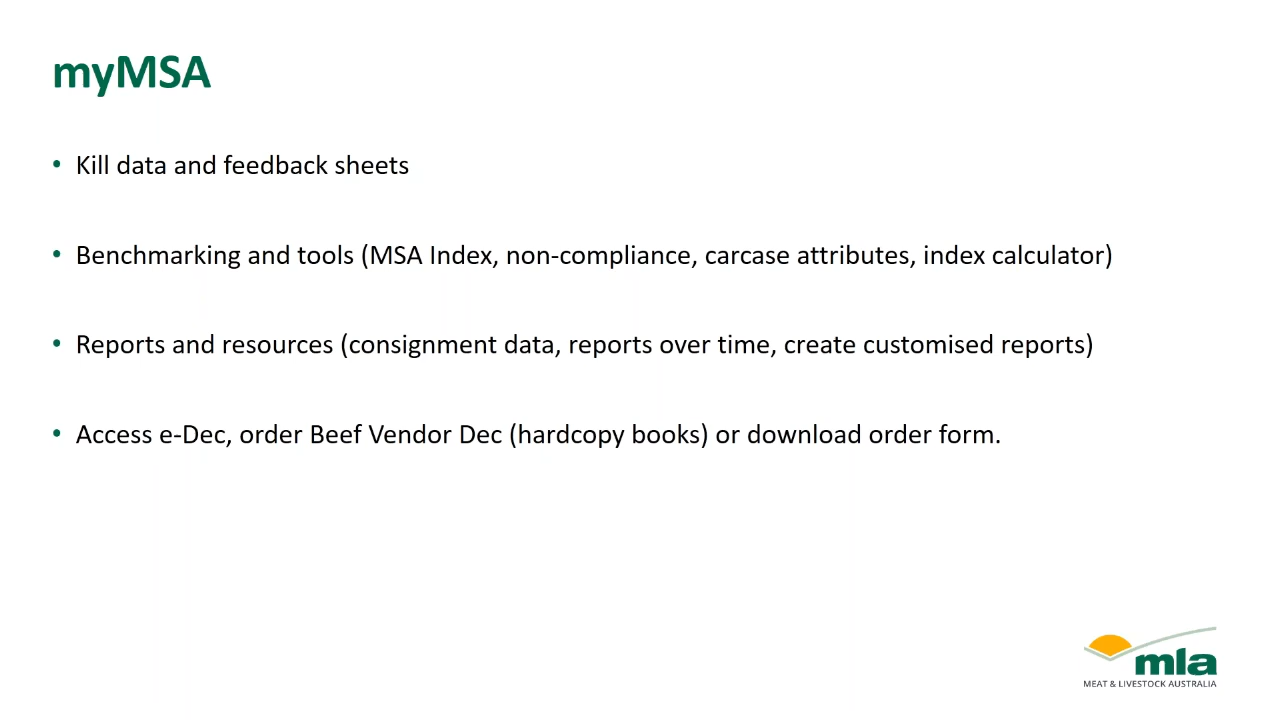 myMSA
• Kill data and feedback sheets
• Benchmarking and tools (MSA Index, non-compliance, carcase attributes, index calculator)
• Reports and resources (consignment data, reports over time, create customised reports)
• Access e-Dec, order Beef Vendor Dec (hardcopy books) or download order form.
mla
MEAT & LIVESTOCK AUSTRALIA